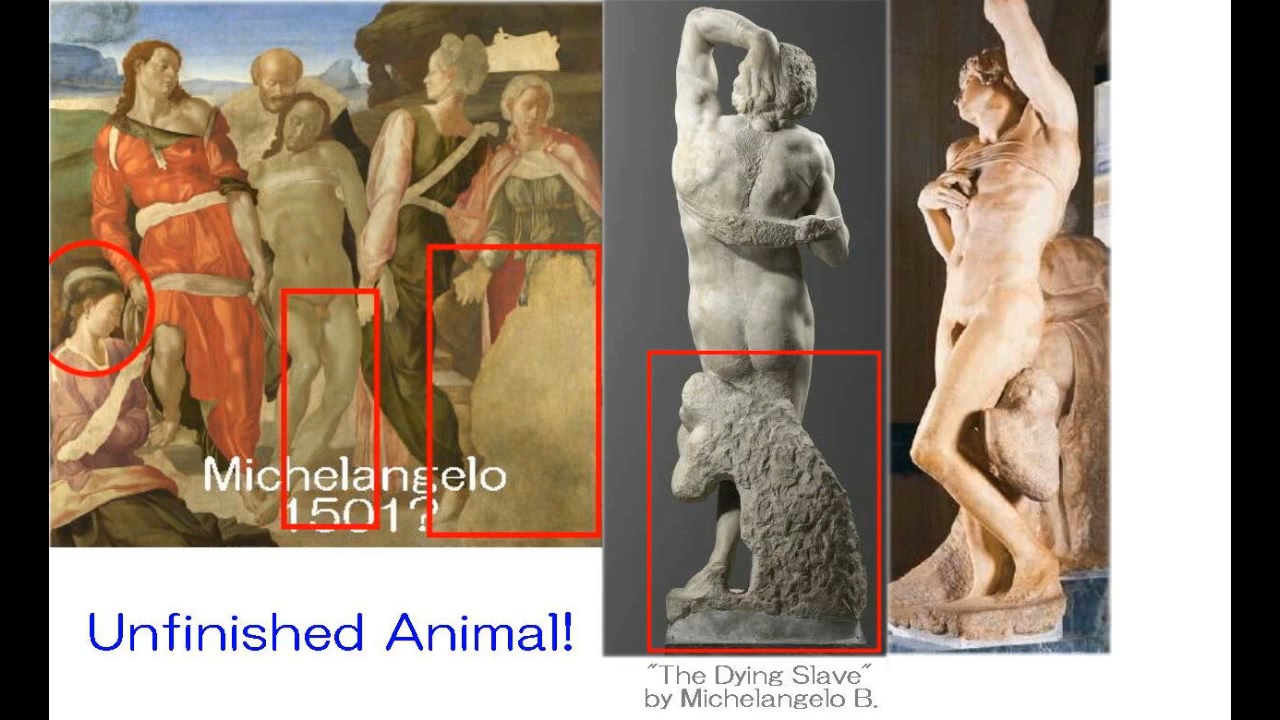 Michelangelo
1501?
Unfinished Animal!
"The Dying Slave"
by Michelangelo B.